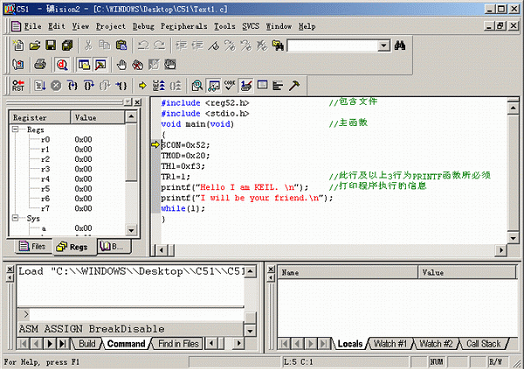 C51 - 礦ision2 - [C:\WINDOWS\Desktop\C51\Text1.c]
File Edit View Project Debug Peripherals Tools SVCS Window Help
Register Value
Regs
r0 0x00
r1 0x00
r2 0x00
r3 0x00
r4 0x00
r5 0x00
r6 0x00
r7 0x00
Sys
a 0x00
Files Regs B...
#include <reg52.h> //包含文件
#include <stdio.h>
void main(void) //主函数
{
SCON=0x52;
TMOD=0x20;
TH1=0xf3;
TR1=1; //此行及以上3行为PRINTF函数所必须
printf("Hello I am KEIL. \n"); //打印程序执行的信息
printf("I will be your friend.\n");
while(1);
}
Load "C:\\WINDOWS\\Desktop\\C51\\C51
>
ASM ASSIGN BreakDisable
Build Command Find in Files
Name Value
Locals Watch #1 Watch #2 Call Stack
For Help, press F1 L:5 C:1 NUM R/W